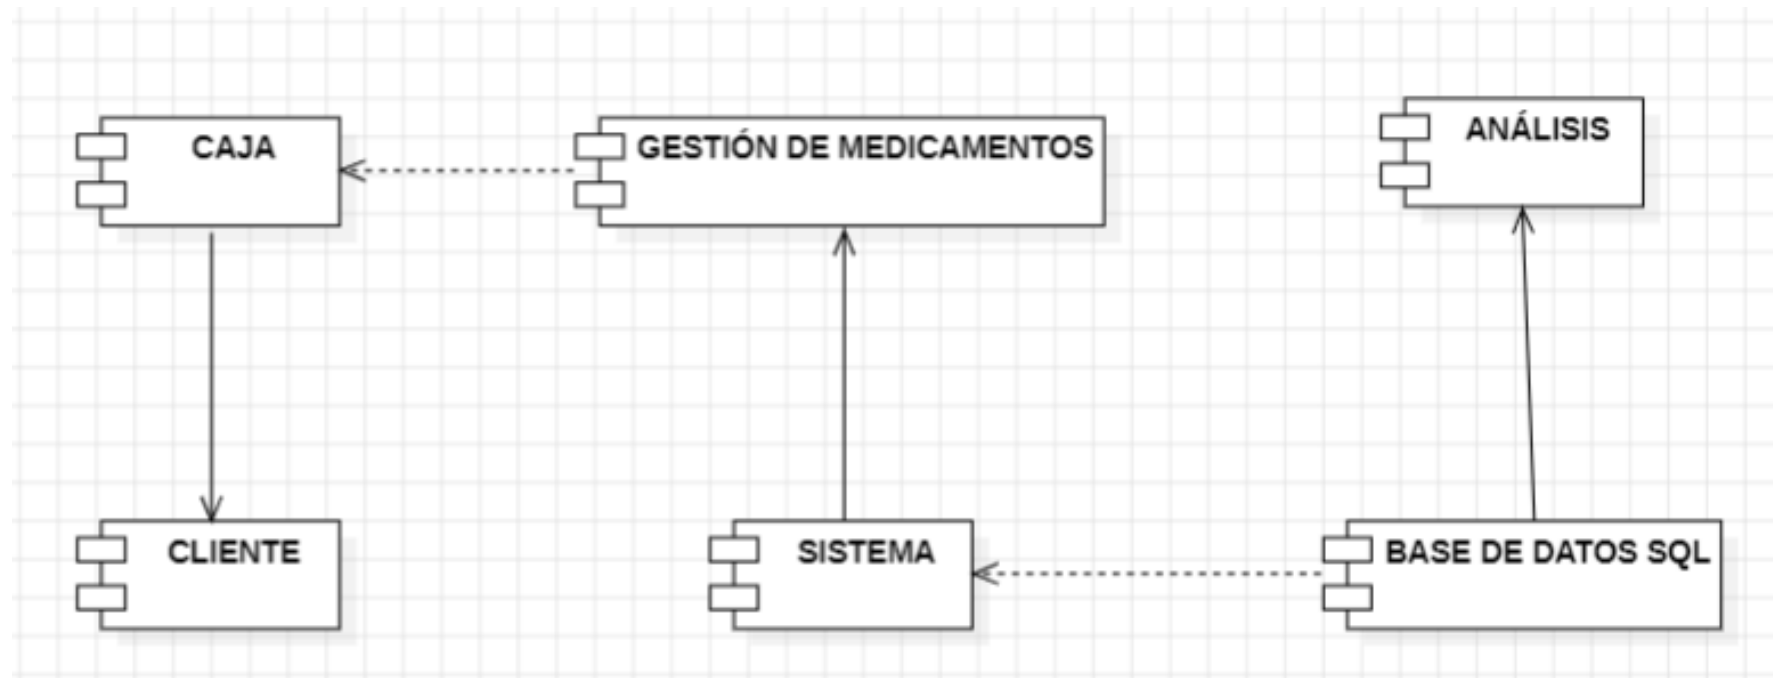 CAJA
GESTIÓN DE MEDICAMENTOS
ANÁLISIS
CLIENTE
SISTEMA
BASE DE DATOS SQL